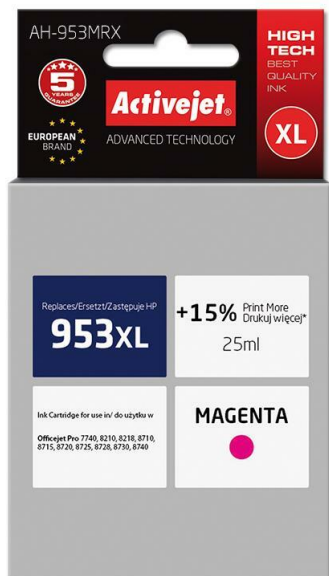 AH-953MRX
HIGH
TECH
BEST
QUALITY
INK
5
YEARS
GUARANTEE
Activejet®
EUROPEAN
BRAND
ADVANCED TECHNOLOGY
XL
Replaces/Ersetzt/Zastępuje HP
953XL
+15% Print More
Drukuj więcej*
25ml
Ink Cartridge for use in/ do użytku w
Officejet Pro 7740, 8210, 8218, 8710,
8715, 8720, 8725, 8728, 8730, 8740
MAGENTA